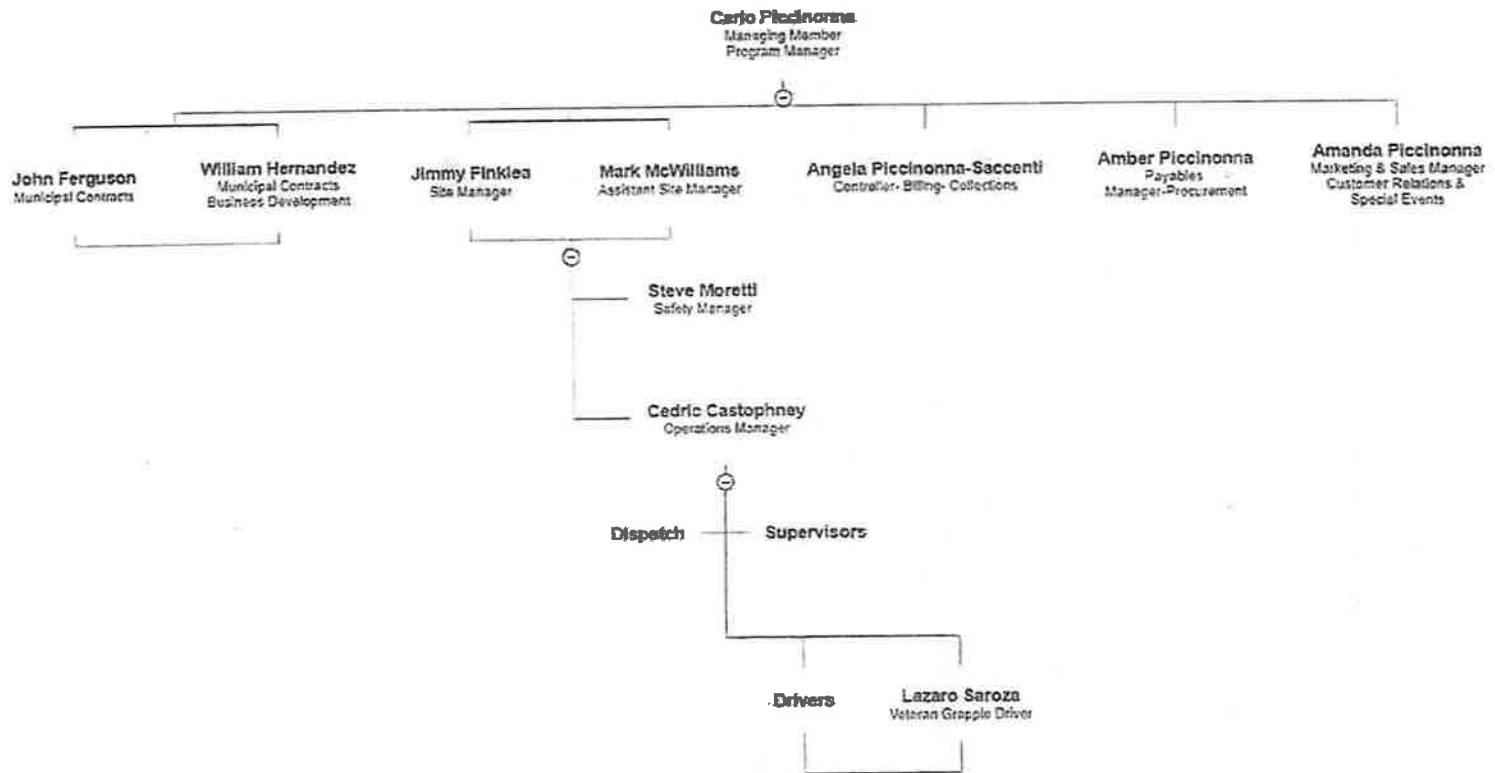 Carlo Piccinonna
Managing Member
Program Manager
John Ferguson
Municipal Contracts
William Hernandez
Municipal Contracts
Business Development
Jimmy Finklea
Site Manager
Mark McWilliams
Assistant Site Manager
Angela Piccinonna-Saccenti
Controller- Billing- Collections
Amber Piccinonna
Payables
Manager-Procurement
Amanda Piccinonna
Marketing & Sales Manager
Customer Relations &
Special Events
Steve Moretti
Safety Manager
Cedric Castophney
Operations Manager
Dispatch
Supervisors
Drivers
Lazaro Saroza
Veteran Grapple Driver